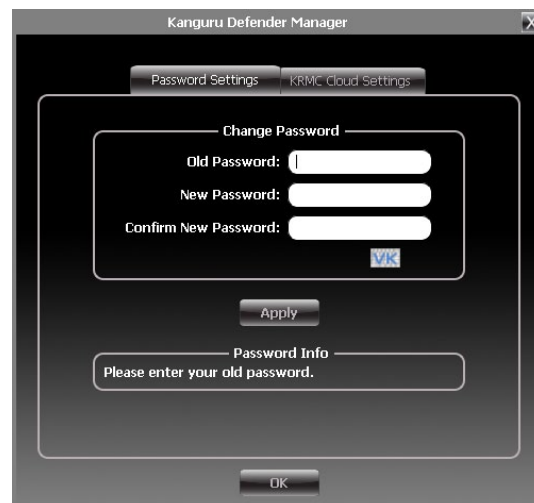 Kanguru Defender Manager
X
Password Settings
KRMC Cloud Settings
Change Password
Old Password:
New Password:
Confirm New Password:
VK
Apply
Password Info
Please enter your old password.
OK